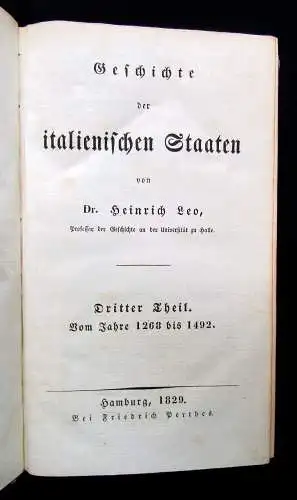 Geschichte
der
italienischen Staaten
von
Dr. Heinrich Leo,
Professor der Geschichte an der Universität zu Halle.
Dritter Theil.
Vom Jahre 1268 bis 1492.
Hamburg, 1829.
Bei Friedrich Perthes.